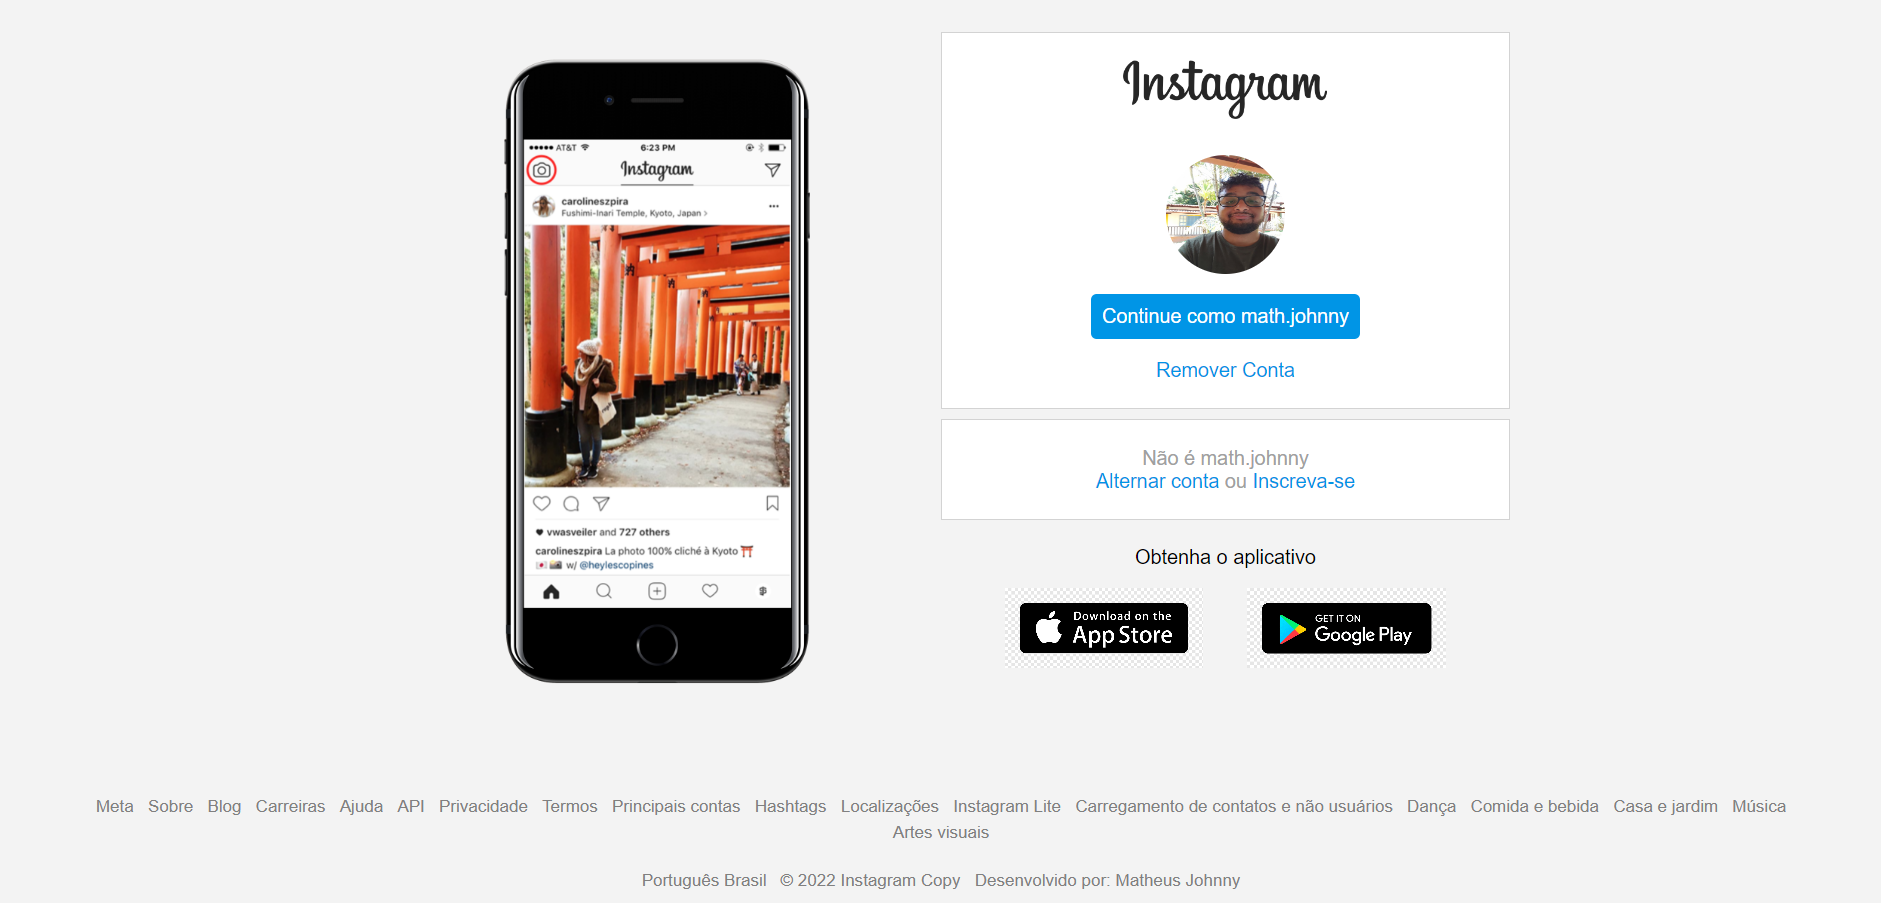 ●●●●● AT&T 6:23 PM
Instagram
carolineszpira
Fushimi-Inari Temple, Kyoto, Japan >
vwasveiler and 727 others
carolineszpira La photo 100% cliché à Kyoto
w/ @heylescopines
Instagram
Continue como math.johnny
Remover Conta
Não é math.johnny
Alternar conta ou Inscreva-se
Obtenha o aplicativo
Download on the
App Store
GET IT ON
Google Play
Meta Sobre Blog Carreiras Ajuda API Privacidade Termos Principais contas Hashtags Localizações Instagram Lite Carregamento de contatos e não usuários Dança Comida e bebida Casa e jardim Música
Artes visuais
Português Brasil © 2022 Instagram Copy Desenvolvido por: Matheus Johnny